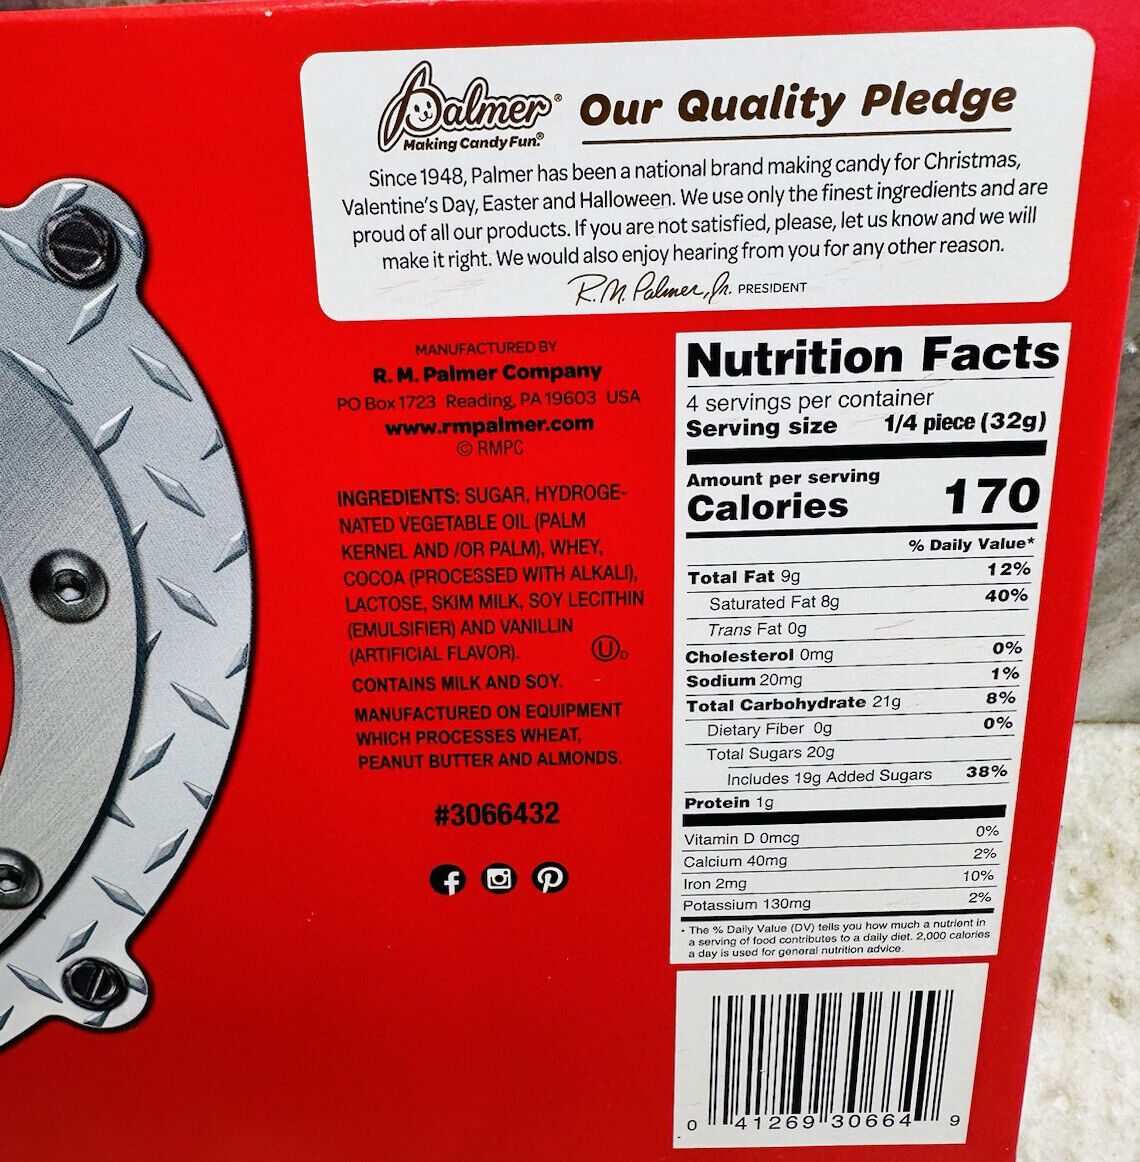 Palmer®
Making Candy Fun.®
Our Quality Pledge
Since 1948, Palmer has been a national brand making candy for Christmas,
Valentine's Day, Easter and Halloween. We use only the finest ingredients and are
proud of all our products. If you are not satisfied, please, let us know and we will
make it right. We would also enjoy hearing from you for any other reason.
R.M. Palmer, Jr. PRESIDENT
MANUFACTURED BY
R. M. Palmer Company
PO Box 1723 Reading, PA 19603 USA
www.rmpalmer.com
© RMPC
INGREDIENTS: SUGAR, HYDROGE-
NATED VEGETABLE OIL (PALM
KERNEL AND /OR PALM), WHEY,
COCOA (PROCESSED WITH ALKALI),
LACTOSE, SKIM MILK, SOY LECITHIN
(EMULSIFIER) AND VANILLIN
(ARTIFICIAL FLAVOR).
U D
CONTAINS MILK AND SOY.
MANUFACTURED ON EQUIPMENT
WHICH PROCESSES WHEAT,
PEANUT BUTTER AND ALMONDS.
#3066432
Nutrition Facts
4 servings per container
Serving size 1/4 piece (32g)
Amount per serving
Calories 170
% Daily Value*
Total Fat 9g 12%
Saturated Fat 8g 40%
Trans Fat 0g
Cholesterol 0mg 0%
Sodium 20mg 1%
Total Carbohydrate 21g 8%
Dietary Fiber 0g 0%
Total Sugars 20g
Includes 19g Added Sugars 38%
Protein 1g
Vitamin D 0mcg 0%
Calcium 40mg 2%
Iron 2mg 10%
Potassium 130mg 2%
* The % Daily Value (DV) tells you how much a nutrient in
a serving of food contributes to a daily diet. 2,000 calories
a day is used for general nutrition advice.
0 41269 30664 9